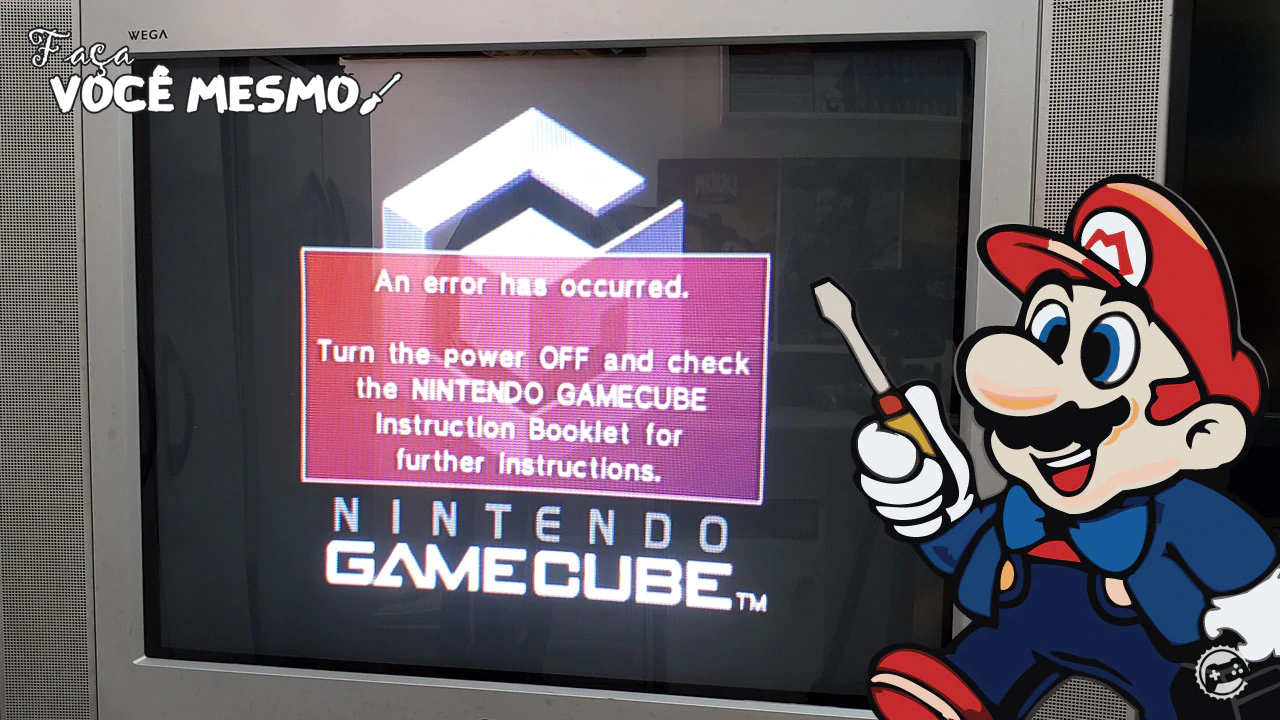 WEGA
Faça
VOCÊ MESMO
An error has occurred.
Turn the power OFF and check
the NINTENDO GAMECUBE
Instruction Booklet for
further instructions.
NINTENDO
GAMECUBE™
M